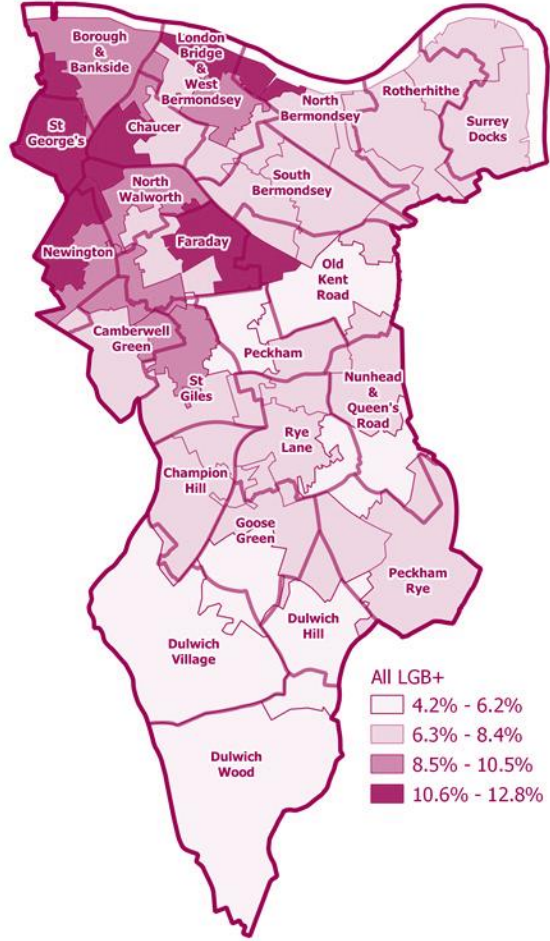 Borough
&
Bankside
London
Bridge
&
West
Bermondsey
North
Bermondsey
Rotherhithe
Surrey
Docks
St
George's
Chaucer
North
Walworth
South
Bermondsey
Newington
Faraday
Old
Kent
Road
Camberwell
Green
Peckham
St
Giles
Nunhead
&
Queen's
Road
Rye
Lane
Champion
Hill
Goose
Green
Peckham
Rye
Dulwich
Village
Dulwich
Hill
Dulwich
Wood
All LGB+
4.2% - 6.2%
6.3% - 8.4%
8.5% - 10.5%
10.6% - 12.8%